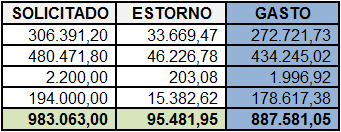 SOLICITADO ESTORNO GASTO
306.391,20 33.669,47 272.721,73
480.471,80 46.226,78 434.245,02
2.200,00 203,08 1.996,92
194.000,00 15.382,62 178.617,38
983.063,00 95.481,95 887.581,05